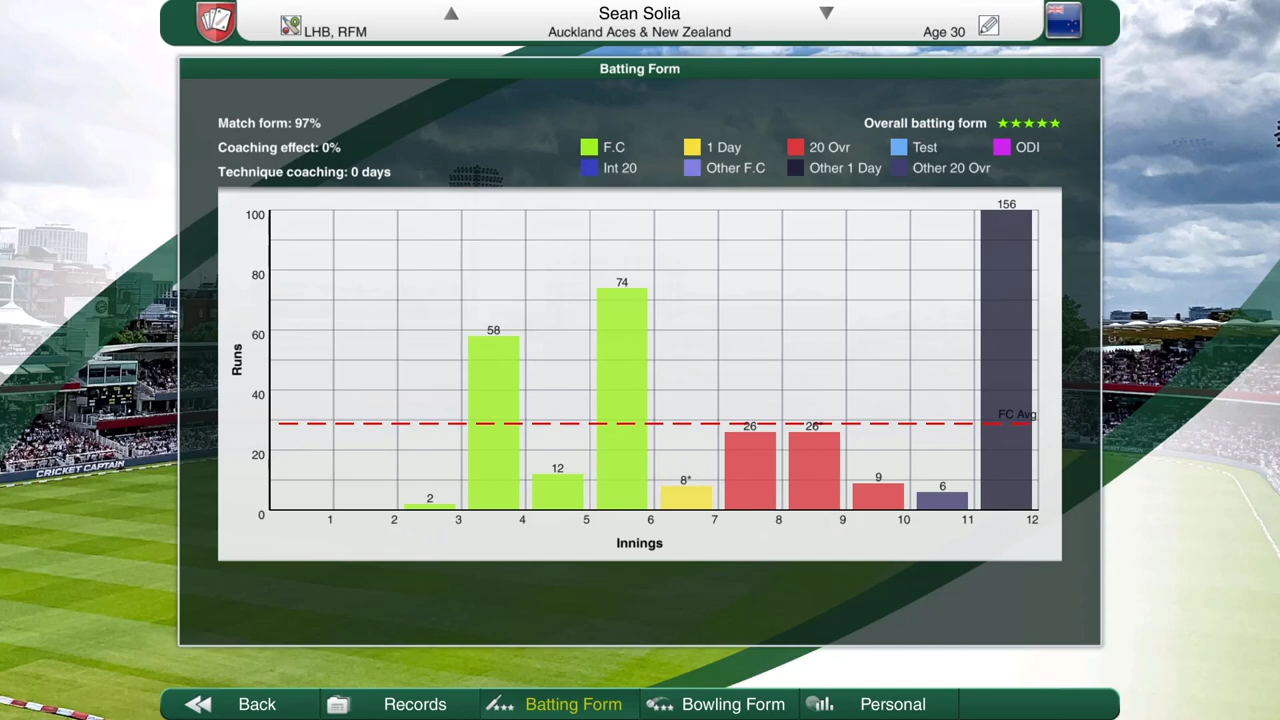 Sean Solia
LHB, RFM
Auckland Aces & New Zealand
Age 30
Batting Form
Match form: 97%
Overall batting form
Coaching effect: 0%
F.C 1 Day 20 Ovr Test ODI
Technique coaching: 0 days
Int 20 Other F.C Other 1 Day Other 20 Ovr
156
100
80
74
60
58
Runs
40
FC Avg
26 26*
20
12
9
8*
6
2
0
1 2 3 4 5 6 7 8 9 10 11 12
Innings
CRICKET CAPTAIN
Back Records Batting Form Bowling Form Personal